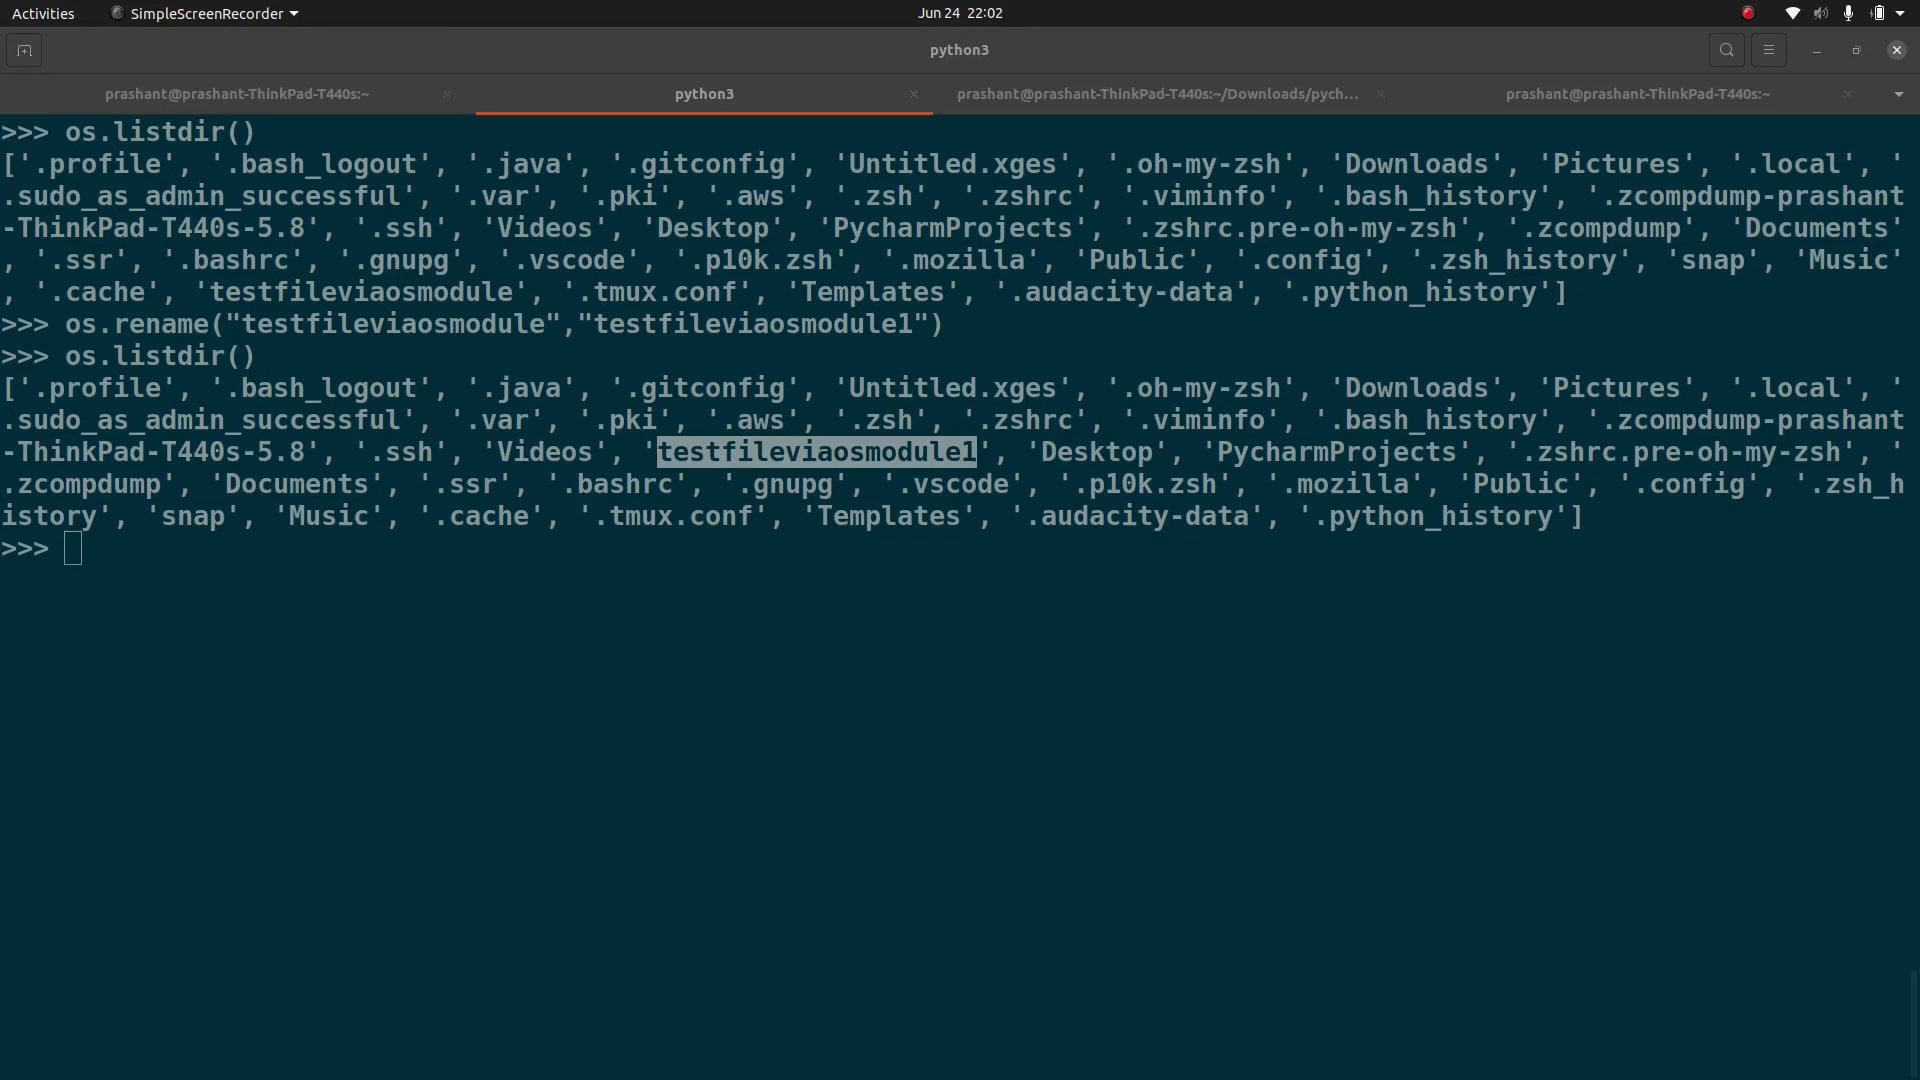 Activities SimpleScreenRecorder Jun 24 22:02
python3
prashant@prashant-ThinkPad-T440s:~ python3 prashant@prashant-ThinkPad-T440s:~/Downloads/pych... prashant@prashant-ThinkPad-T440s:~
>>> os.listdir()
['.profile', '.bash_logout', '.java', '.gitconfig', 'Untitled.xges', '.oh-my-zsh', 'Downloads', 'Pictures', '.local', '
.sudo_as_admin_successful', '.var', '.pki', '.aws', '.zsh', '.zshrc', '.viminfo', '.bash_history', '.zcompdump-prashant
-ThinkPad-T440s-5.8', '.ssh', 'Videos', 'Desktop', 'PycharmProjects', '.zshrc.pre-oh-my-zsh', '.zcompdump', 'Documents'
, '.ssr', '.bashrc', '.gnupg', '.vscode', '.p10k.zsh', '.mozilla', 'Public', '.config', '.zsh_history', 'snap', 'Music'
, '.cache', 'testfileviaosmodule', '.tmux.conf', 'Templates', '.audacity-data', '.python_history']
>>> os.rename("testfileviaosmodule","testfileviaosmodule1")
>>> os.listdir()
['.profile', '.bash_logout', '.java', '.gitconfig', 'Untitled.xges', '.oh-my-zsh', 'Downloads', 'Pictures', '.local', '
.sudo_as_admin_successful', '.var', '.pki', '.aws', '.zsh', '.zshrc', '.viminfo', '.bash_history', '.zcompdump-prashant
-ThinkPad-T440s-5.8', '.ssh', 'Videos', 'testfileviaosmodule1', 'Desktop', 'PycharmProjects', '.zshrc.pre-oh-my-zsh', '
.zcompdump', 'Documents', '.ssr', '.bashrc', '.gnupg', '.vscode', '.p10k.zsh', '.mozilla', 'Public', '.config', '.zsh_h
istory', 'snap', 'Music', '.cache', '.tmux.conf', 'Templates', '.audacity-data', '.python_history']
>>>